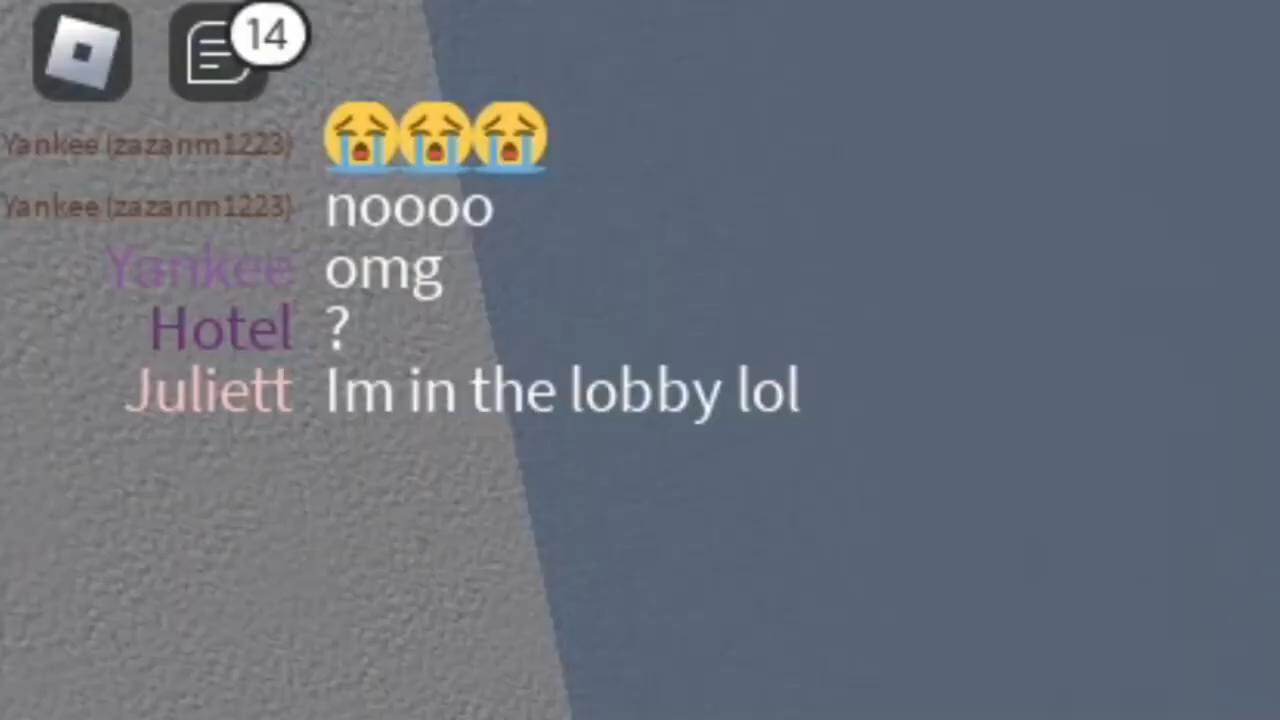 14
Yankee (zazanm1223) 😭😭😭
Yankee (zazanm1223) noooo
Yankee omg
Hotel ?
Juliett Im in the lobby lol